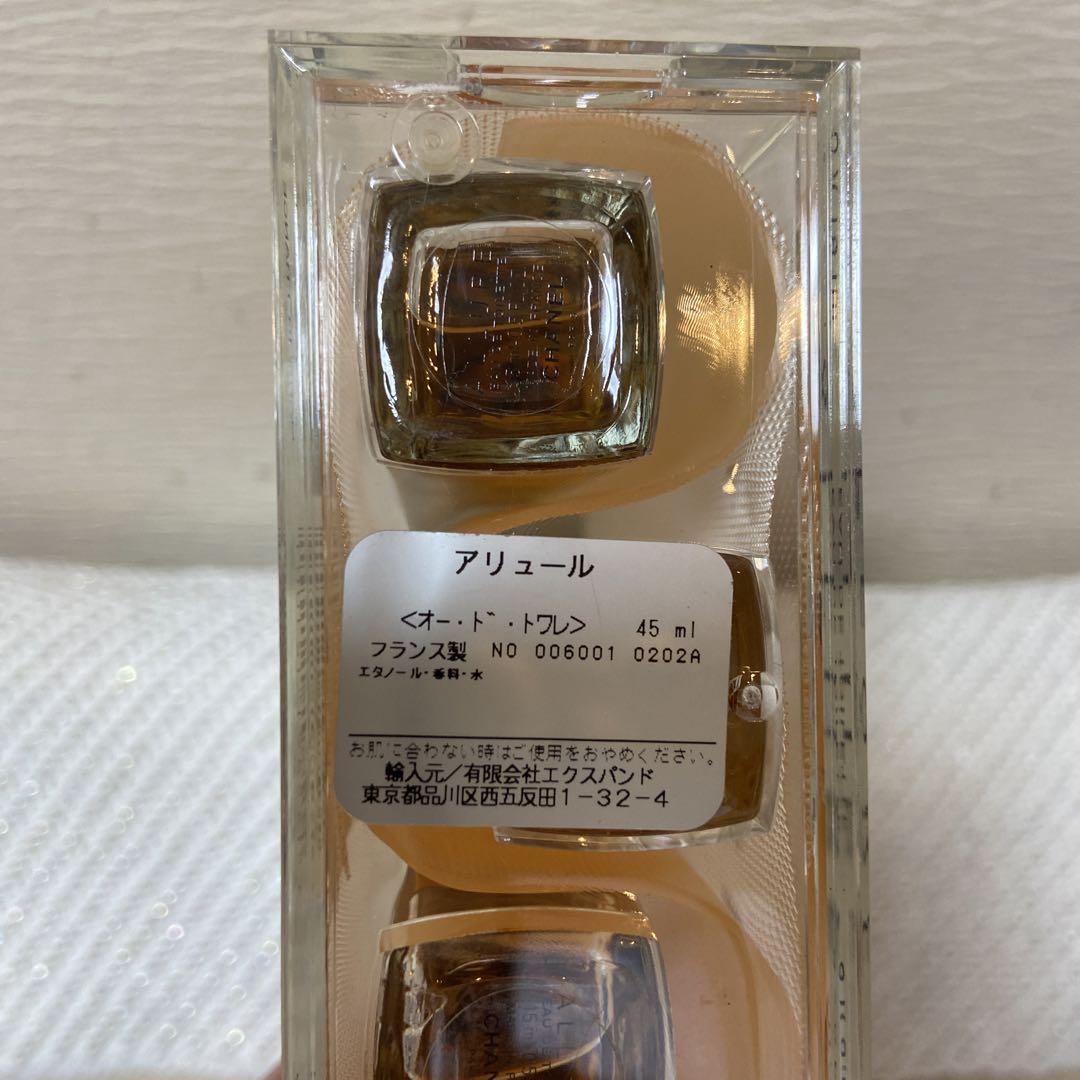 CHANEL
アリュール
<オー・ド・トワレ> 45 ml
フランス製 NO 006001 0202A
エタノール・香料・水
お肌に合わない時はご使用をおやめください。
輸入元/有限会社エクスパンド
東京都品川区西五反田1-32-4